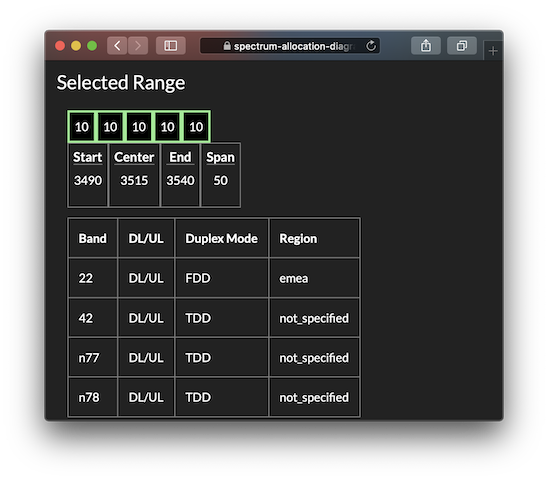 spectrum-allocation-diagr
Selected Range
10 10 10 10 10
Start Center End Span
3490 3515 3540 50
Band DL/UL Duplex Mode Region
22 DL/UL FDD emea
42 DL/UL TDD not_specified
n77 DL/UL TDD not_specified
n78 DL/UL TDD not_specified